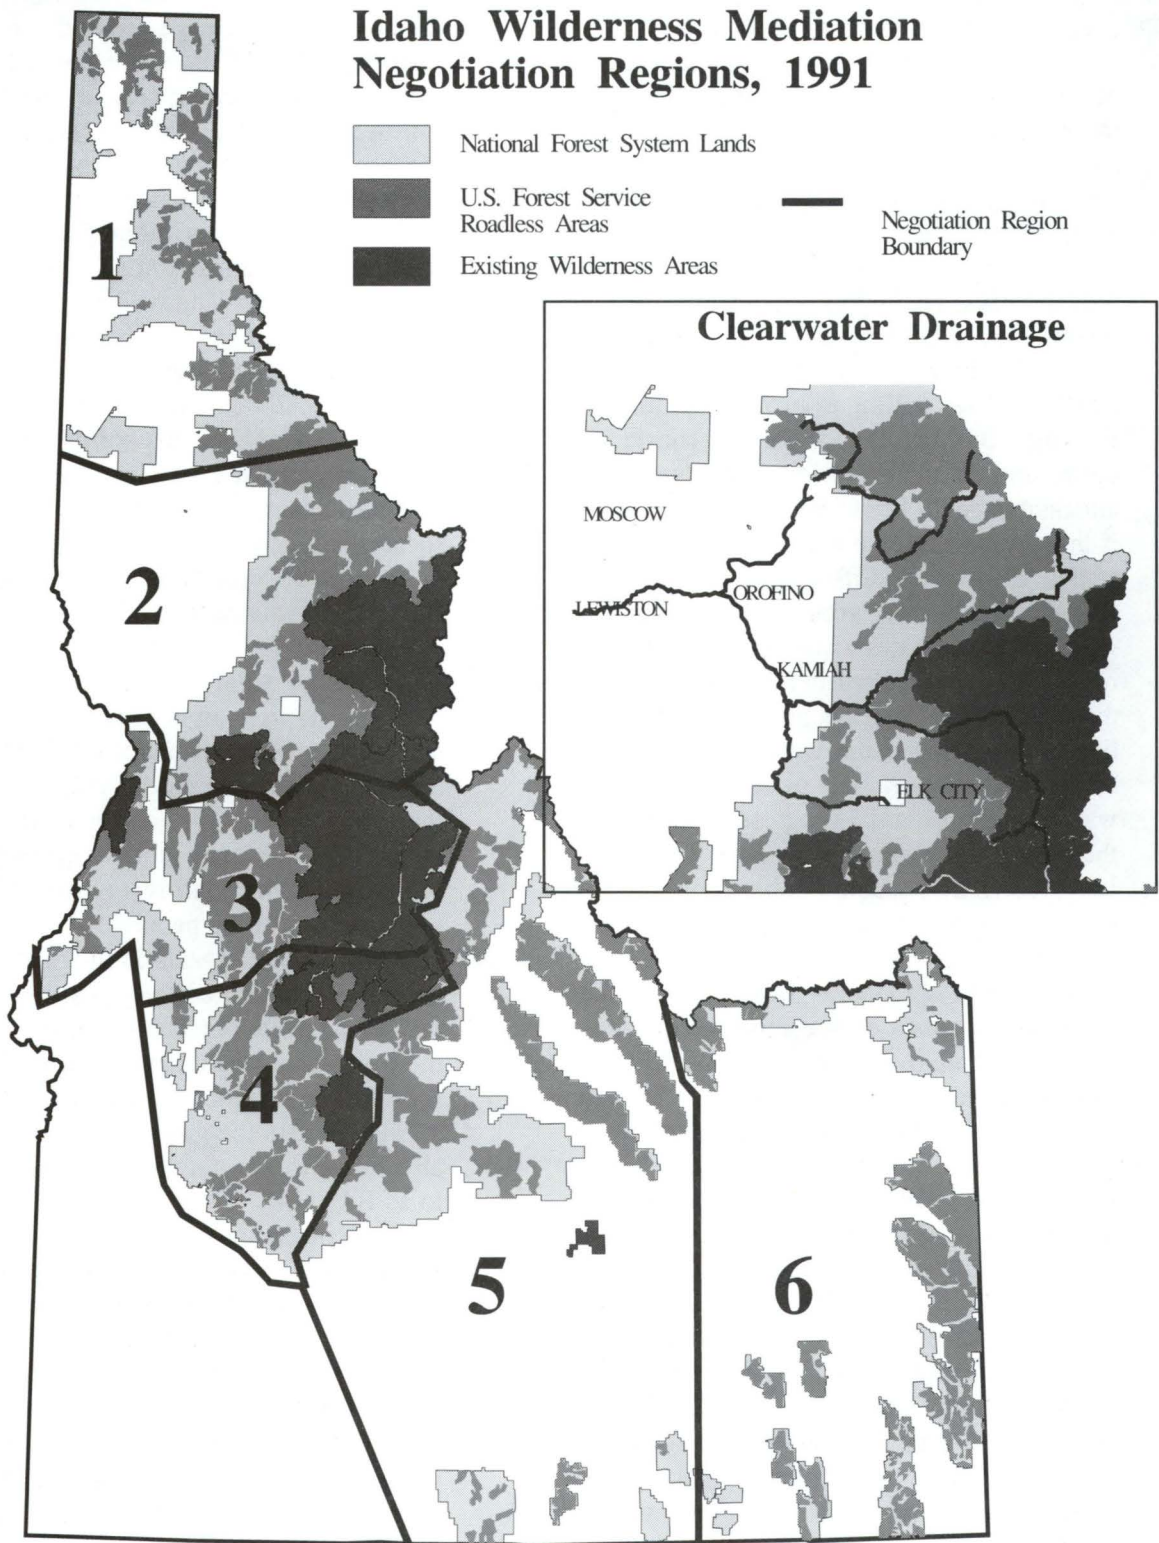 Idaho Wilderness Mediation
Negotiation Regions, 1991
National Forest System Lands
U.S. Forest Service
Roadless Areas
Existing Wilderness Areas
Negotiation Region
Boundary
1
2
3
4
5
6
Clearwater Drainage
MOSCOW
LEWISTON
OROFINO
KAMIAH
ELK CITY